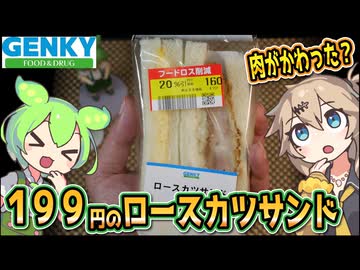 GENKY
FOOD&DRUG
肉がかわった？
フードロス削減
20%引
160
GENKY
ロースカツサンド
１９９円のロースカツサンド